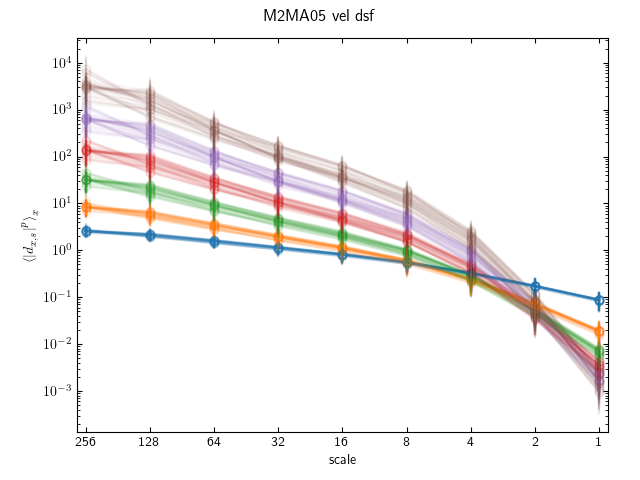 M2MA05 vel dsf
⟨|d_{x,s}|^p⟩_x
10^4
10^3
10^2
10^1
10^0
10^{-1}
10^{-2}
10^{-3}
256 128 64 32 16 8 4 2 1
scale